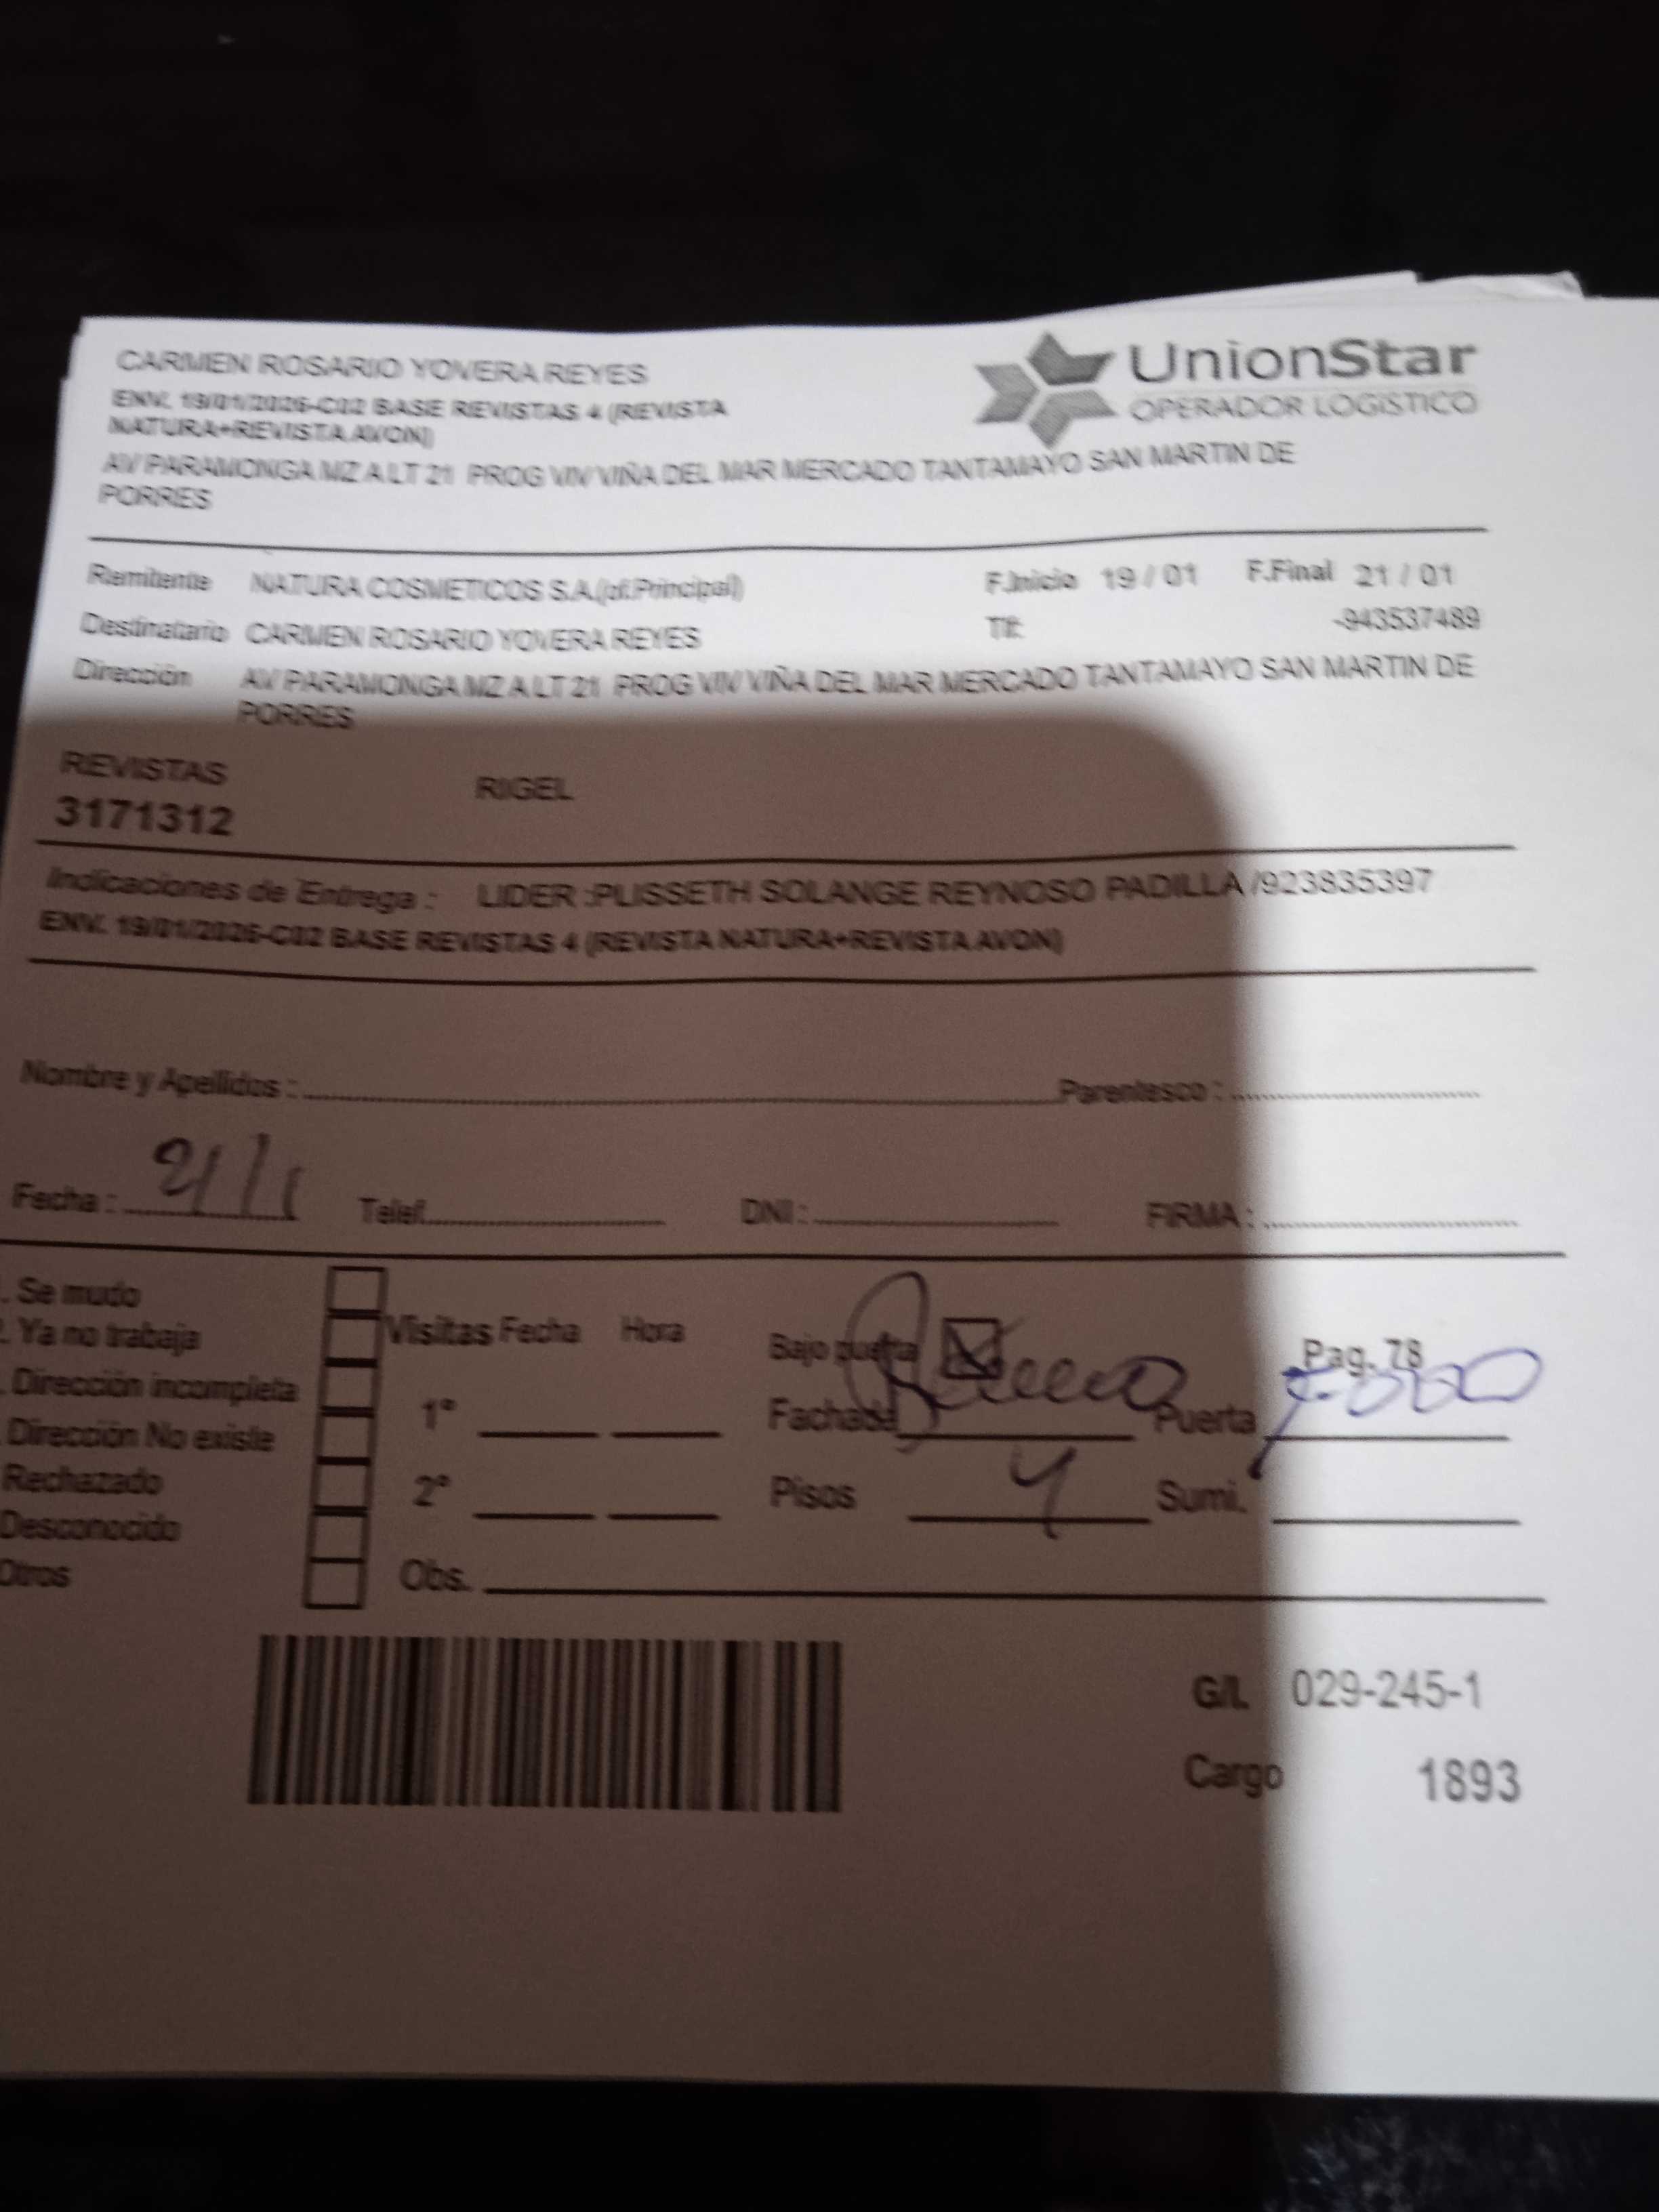 CARMEN ROSARIO YOVERA REYES
UnionStar
OPERADOR LOGÍSTICO
ENV. 19/01/2026-C02 BASE REVISTAS 4 (REVISTA
NATURA+REVISTA AVON)
AV PARAMONGA MZ A LT 21 PROG VIV VIÑA DEL MAR MERCADO TANTAMAYO SAN MARTIN DE
PORRES
Remitente NATURA COSMETICOS S.A.(of.Principal) F.Inicio 19 / 01 F.Final 21 / 01
Destinatario CARMEN ROSARIO YOVERA REYES Tlf: -943537489
Dirección AV PARAMONGA MZ A LT 21 PROG VIV VIÑA DEL MAR MERCADO TANTAMAYO SAN MARTIN DE
PORRES
REVISTAS RIGEL
3171312
Indicaciones de Entrega : LIDER :PLISSETH SOLANGE REYNOSO PADILLA /923835397
ENV. 19/01/2026-C02 BASE REVISTAS 4 (REVISTA NATURA+REVISTA AVON)
Nombre y Apellidos : Parentesco :
Fecha : 21/1 Telef. DNI : FIRMA :
. Se mudo
. Ya no trabaja Visitas Fecha Hora Bajo puerta Pag. 78
. Dirección incompleta 1° Fachada Puerta
. Dirección No existe
Rechazado 2° Pisos 4 Sumi.
Desconocido
Otros Obs.
G/L 029-245-1
Cargo 1893